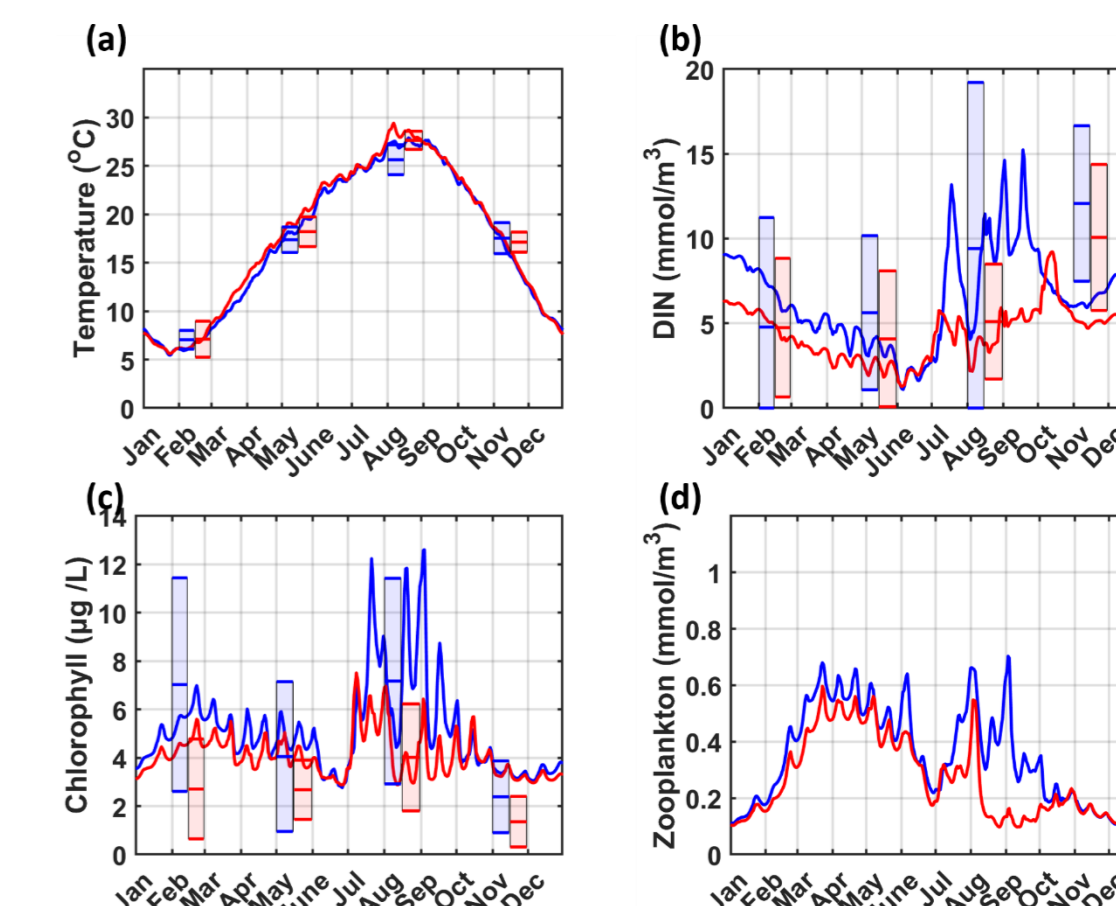 (a)
Temperature (°C)
30
25
20
15
10
5
0
Jan Feb Mar Apr May June Jul Aug Sep Oct Nov Dec
(b)
DIN (mmol/m³)
20
15
10
5
0
Jan Feb Mar Apr May June Jul Aug Sep Oct Nov De
(c)
Chlorophyll (µg /L)
14
12
10
8
6
4
2
0
Jan Feb Mar Apr May June Jul Aug Sep Oct Nov Dec
(d)
Zooplankton (mmol/m³)
1
0.8
0.6
0.4
0.2
0
Jan Feb Mar Apr May June Jul Aug Sep Oct Nov Dec